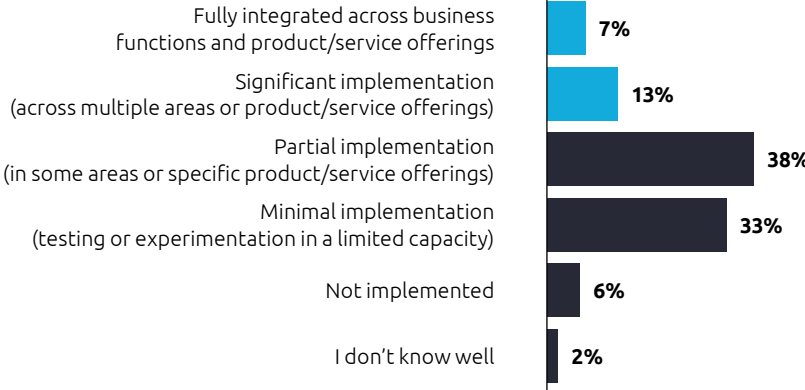 Fully integrated across business
functions and product/service offerings
7%
Significant implementation
(across multiple areas or product/service offerings)
13%
Partial implementation
(in some areas or specific product/service offerings)
38%
Minimal implementation
(testing or experimentation in a limited capacity)
33%
Not implemented
6%
I don't know well
2%